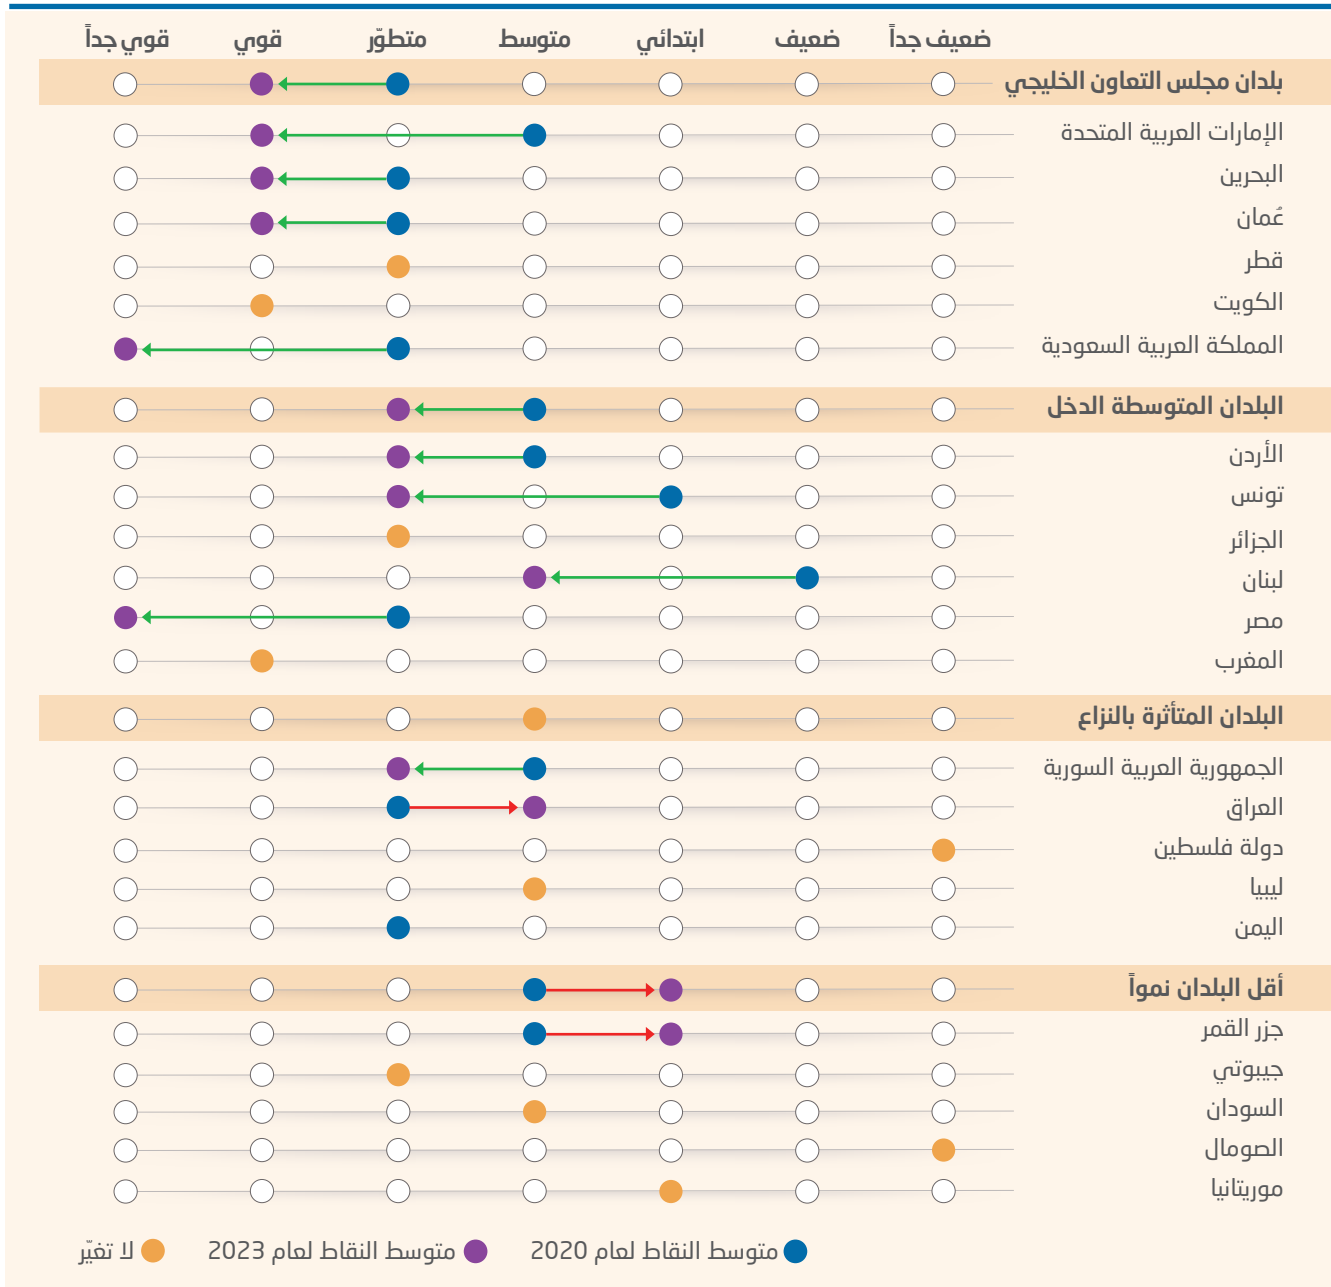 ضعيف جداً ضعيف ابتدائي متوسط متطوّر قوي قوي جداً
بلدان مجلس التعاون الخليجي
الإمارات العربية المتحدة
البحرين
عُمان
قطر
الكويت
المملكة العربية السعودية
البلدان المتوسطة الدخل
الأردن
تونس
الجزائر
لبنان
مصر
المغرب
البلدان المتأثرة بالنزاع
الجمهورية العربية السورية
العراق
دولة فلسطين
ليبيا
اليمن
أقل البلدان نمواً
جزر القمر
جيبوتي
السودان
الصومال
موريتانيا
متوسط النقاط لعام 2020 متوسط النقاط لعام 2023 لا تغيّر